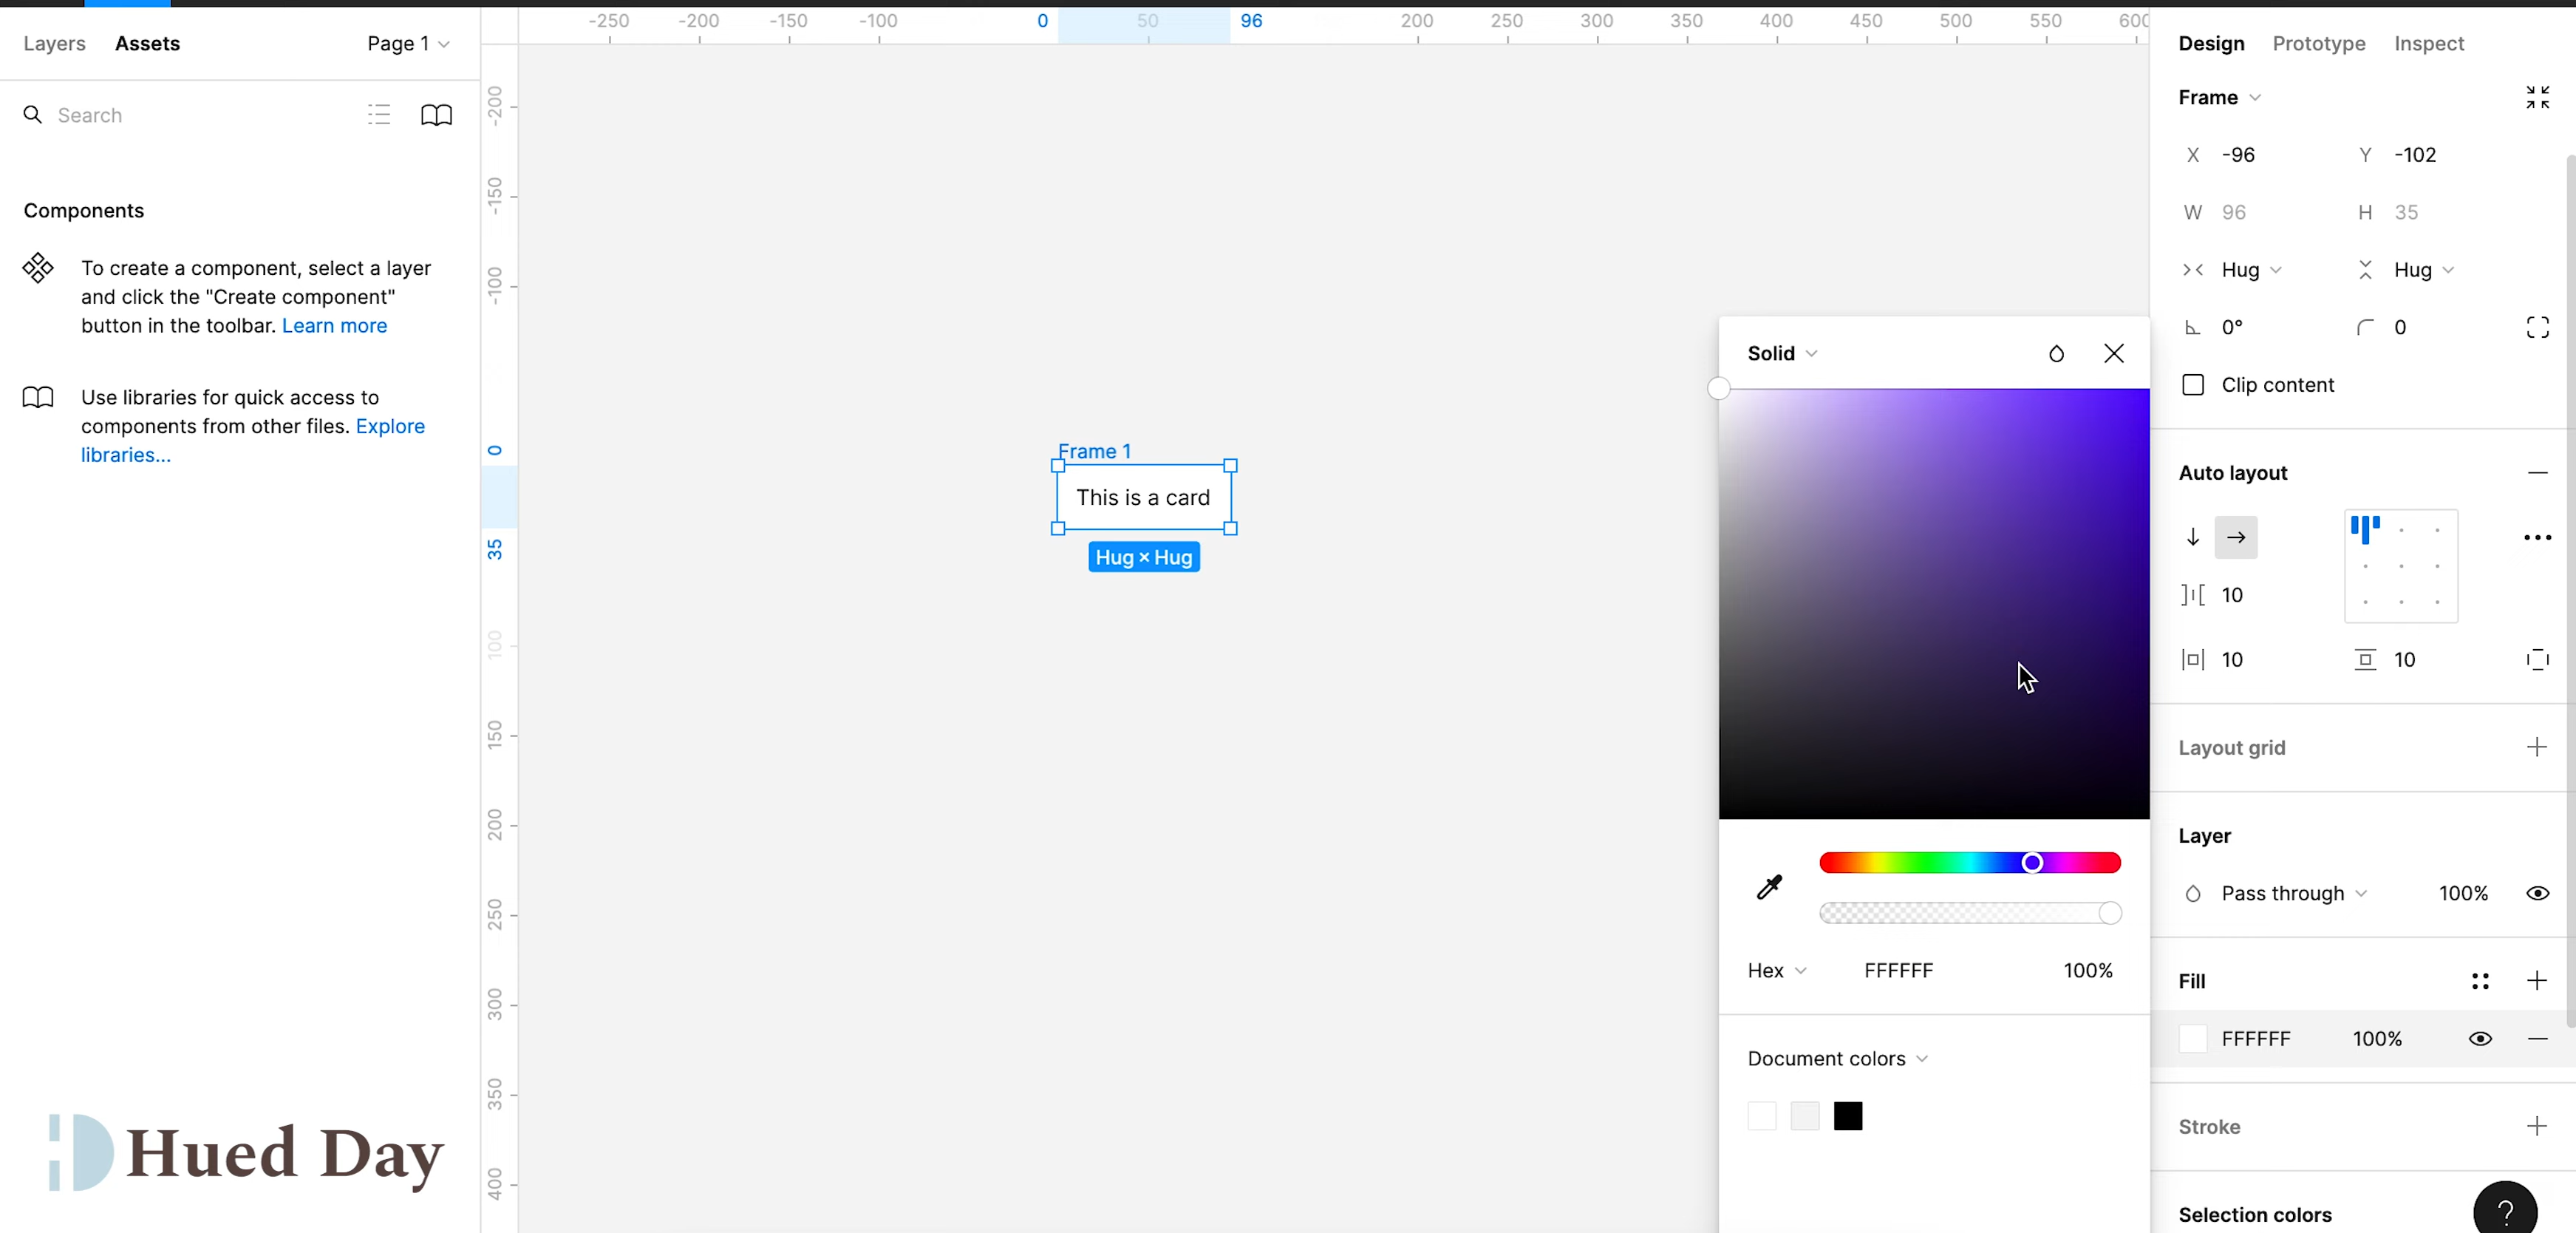 Layers Assets Page 1
Search
Components
To create a component, select a layer
and click the "Create component"
button in the toolbar. Learn more
Use libraries for quick access to
components from other files. Explore
libraries...
Hued Day
-250 -200 -150 -100 0 50 96 200 250 300 350 400 450 500 550
-200
-150
-100
0
35
100
150
200
250
300
350
400
Frame 1
This is a card
Hug × Hug
Solid
Hex FFFFFF 100%
Document colors
Design Prototype Inspect
Frame
X -96 Y -102
W 96 H 35
Hug Hug
0° 0
Clip content
Auto layout
10
10 10
Layout grid
Layer
Pass through 100%
Fill
FFFFFF 100%
Stroke
Selection colors
?